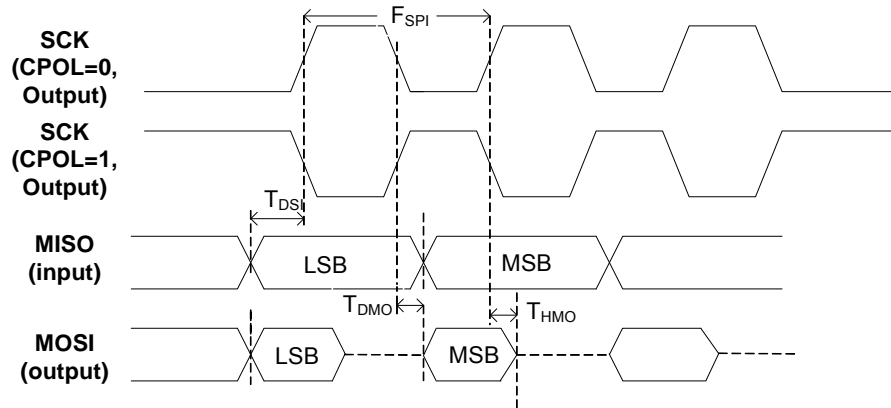 F_SPI
SCK
(CPOL=0,
Output)
SCK
(CPOL=1,
Output)
T_DSI
MISO
(input)
LSB
MSB
T_DMO
T_HMO
MOSI
(output)
LSB
MSB